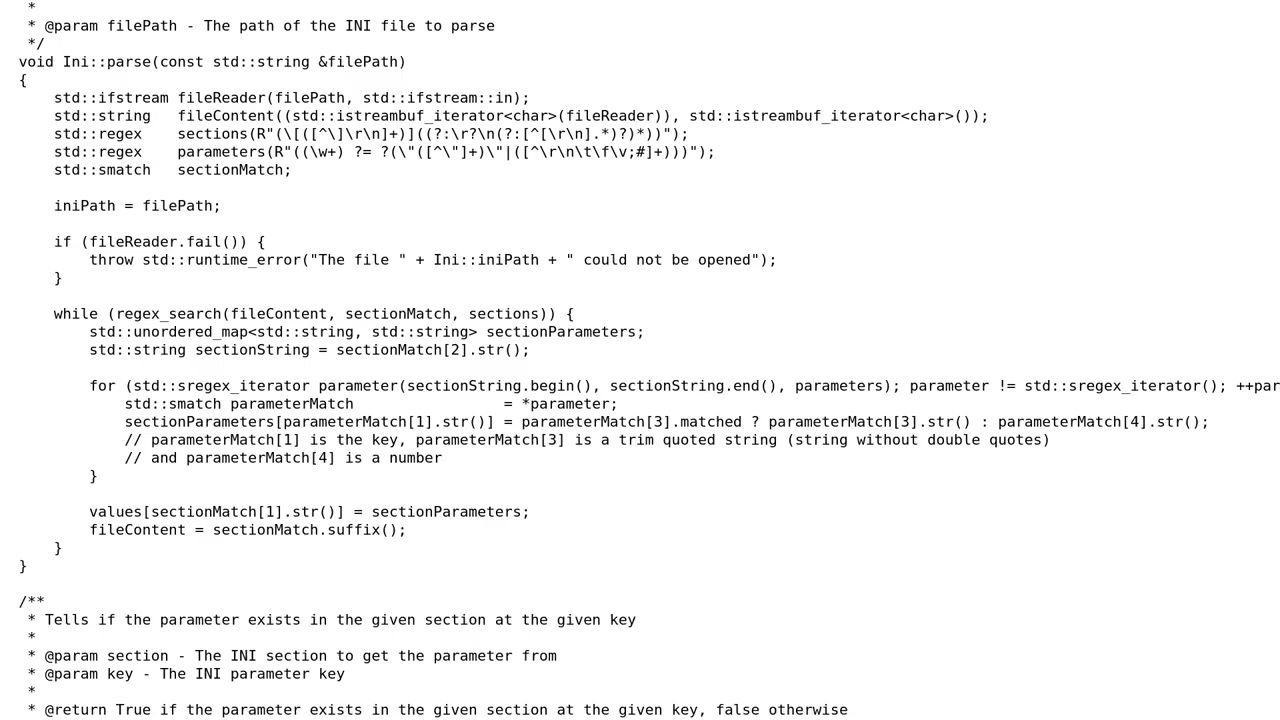 *
 * @param filePath - The path of the INI file to parse
 */
void Ini::parse(const std::string &filePath)
{
    std::ifstream fileReader(filePath, std::ifstream::in);
    std::string   fileContent((std::istreambuf_iterator<char>(fileReader)), std::istreambuf_iterator<char>());
    std::regex    sections(R"(\[([^\]\r\n]+)]((?:\r?\n(?:[^[\r\n].*)?)*))");
    std::regex    parameters(R"((\w+) ?= ?(\"([^\"]+)\"|([^\r\n\t\f\v;#]+)))");
    std::smatch   sectionMatch;

    iniPath = filePath;

    if (fileReader.fail()) {
        throw std::runtime_error("The file " + Ini::iniPath + " could not be opened");
    }

    while (regex_search(fileContent, sectionMatch, sections)) {
        std::unordered_map<std::string, std::string> sectionParameters;
        std::string sectionString = sectionMatch[2].str();

        for (std::sregex_iterator parameter(sectionString.begin(), sectionString.end(), parameters); parameter != std::sregex_iterator(); ++par
            std::smatch parameterMatch                 = *parameter;
            sectionParameters[parameterMatch[1].str()] = parameterMatch[3].matched ? parameterMatch[3].str() : parameterMatch[4].str();
            // parameterMatch[1] is the key, parameterMatch[3] is a trim quoted string (string without double quotes)
            // and parameterMatch[4] is a number
        }

        values[sectionMatch[1].str()] = sectionParameters;
        fileContent = sectionMatch.suffix();
    }
}

/**
 * Tells if the parameter exists in the given section at the given key
 *
 * @param section - The INI section to get the parameter from
 * @param key - The INI parameter key
 *
 * @return True if the parameter exists in the given section at the given key, false otherwise